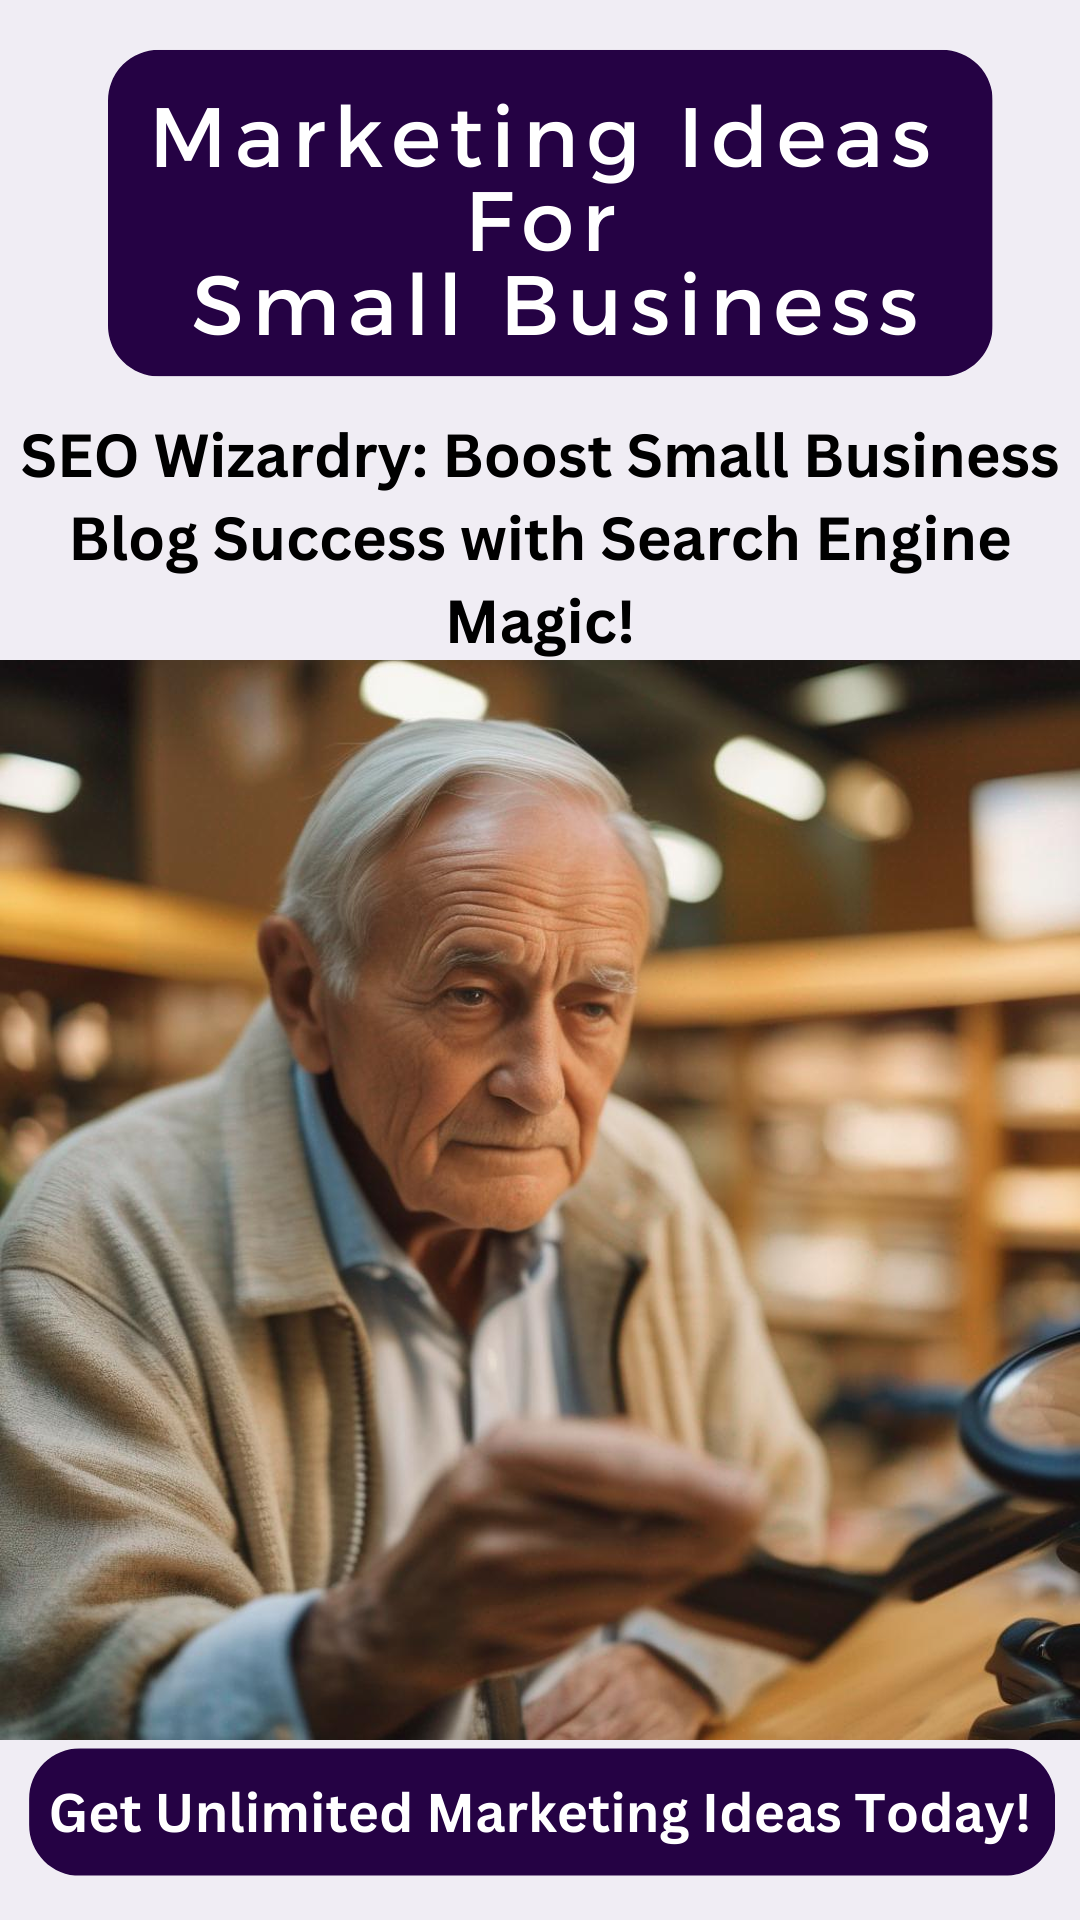 Marketing Ideas
For
Small Business
SEO Wizardry: Boost Small Business
Blog Success with Search Engine
Magic!
Get Unlimited Marketing Ideas Today!